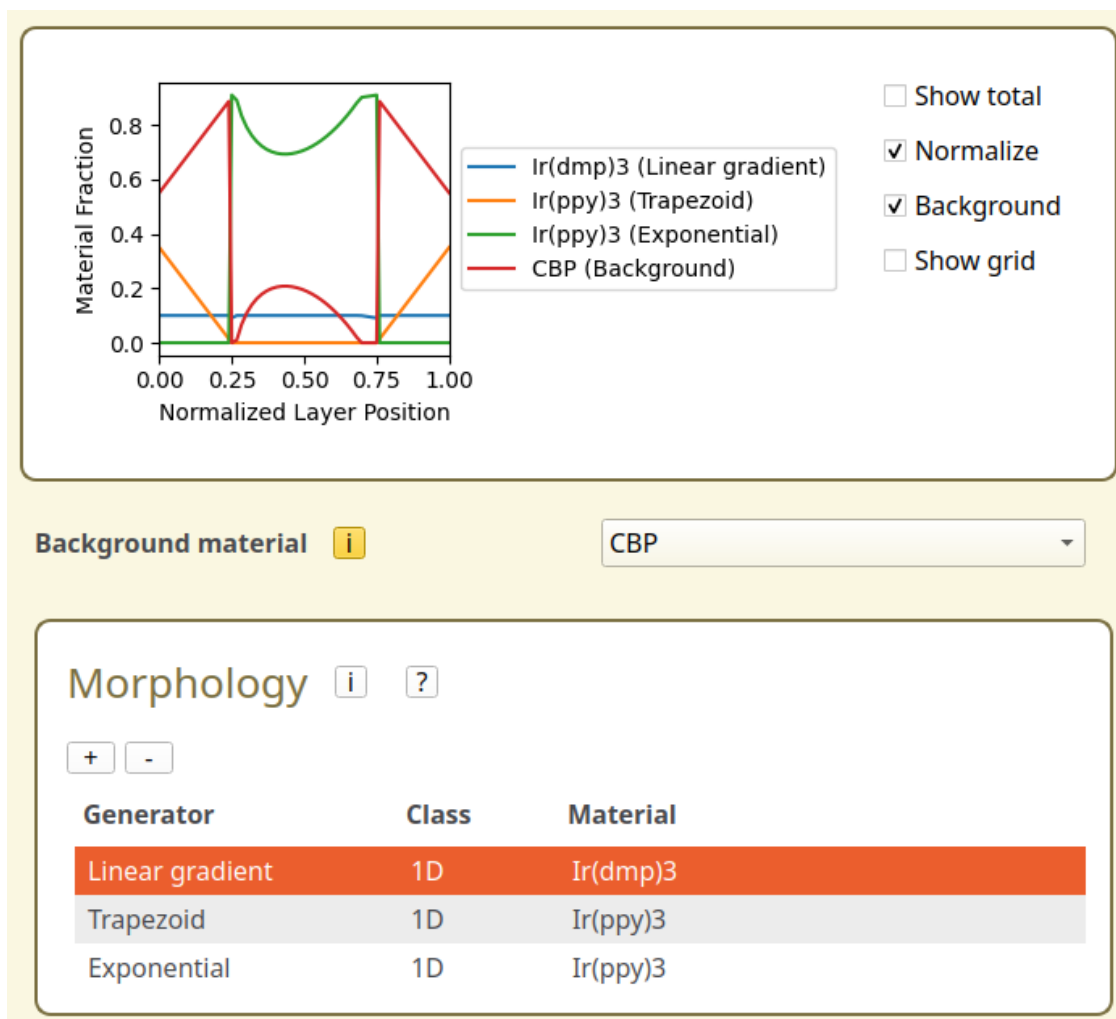 Show total
Normalize
Background
Show grid
Material Fraction
0.8
0.6
0.4
0.2
0.0
0.00 0.25 0.50 0.75 1.00
Normalized Layer Position
Ir(dmp)3 (Linear gradient)
Ir(ppy)3 (Trapezoid)
Ir(ppy)3 (Exponential)
CBP (Background)
Background material i CBP
Morphology i ?
+ -
Generator Class Material
Linear gradient 1D Ir(dmp)3
Trapezoid 1D Ir(ppy)3
Exponential 1D Ir(ppy)3